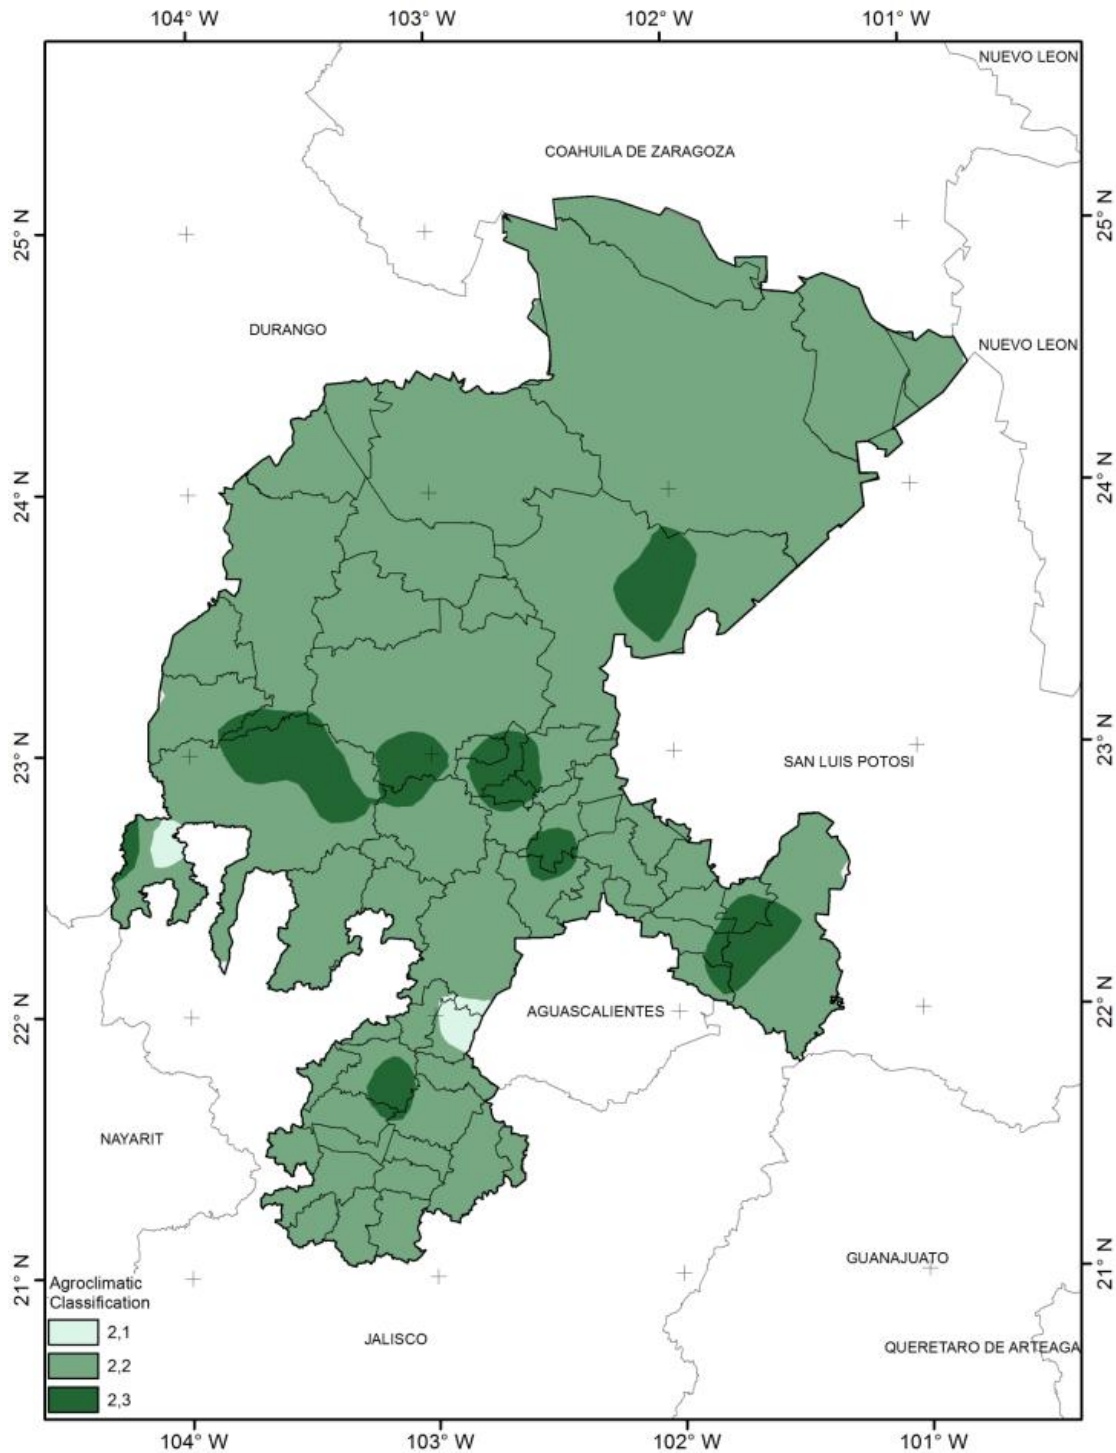 104° W 103° W 102° W 101° W
NUEVO LEON
COAHUILA DE ZARAGOZA
25° N
25° N
DURANGO
NUEVO LEON
24° N
24° N
23° N
23° N
SAN LUIS POTOSI
22° N
22° N
AGUASCALIENTES
NAYARIT
GUANAJUATO
21° N
21° N
Agroclimatic
Classification
2,1
2,2
2,3
JALISCO
QUERETARO DE ARTEAGA
104° W 103° W 102° W 101° W